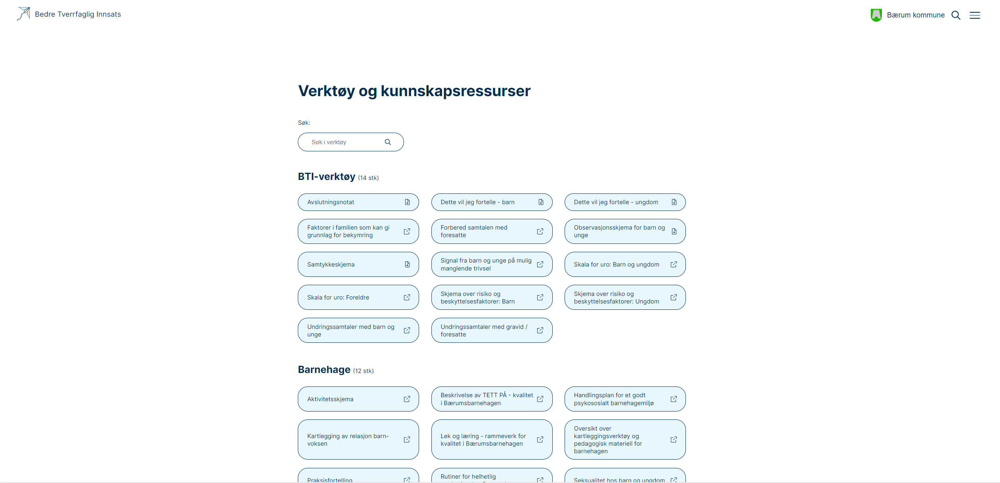 Bedre Tverrfaglig Innsats
Bærum kommune
Verktøy og kunnskapsressurser
Søk:
Søk i verktøy
BTI-verktøy (14 stk)
Avslutningsnotat
Dette vil jeg fortelle - barn
Dette vil jeg fortelle - ungdom
Faktorer i familien som kan gi
grunnlag for bekymring
Forbered samtalen med
foresatte
Observasjonsskjema for barn og
unge
Samtykkeskjema
Signal fra barn og unge på mulig
manglende trivsel
Skala for uro: Barn og ungdom
Skala for uro: Foreldre
Skjema over risiko og
beskyttelsesfaktorer: Barn
Skjema over risiko og
beskyttelsesfaktorer: Ungdom
Undringssamtaler med barn og
unge
Undringssamtaler med gravid /
foresatte
Barnehage (12 stk)
Aktivitetsskjema
Beskrivelse av TETT PÅ - kvalitet
i Bærumsbarnehagen
Handlingsplan for et godt
psykososialt barnehagemiljø
Kartlegging av relasjon barn-
voksen
Lek og læring - rammeverk for
kvalitet i Bærumsbarnehagen
Oversikt over
kartleggingsverktøy og
pedagogisk materiell for
barnehagen
Praksisfortelling
Rutiner for helhetlig
Seksualitet hos barn og ungdom